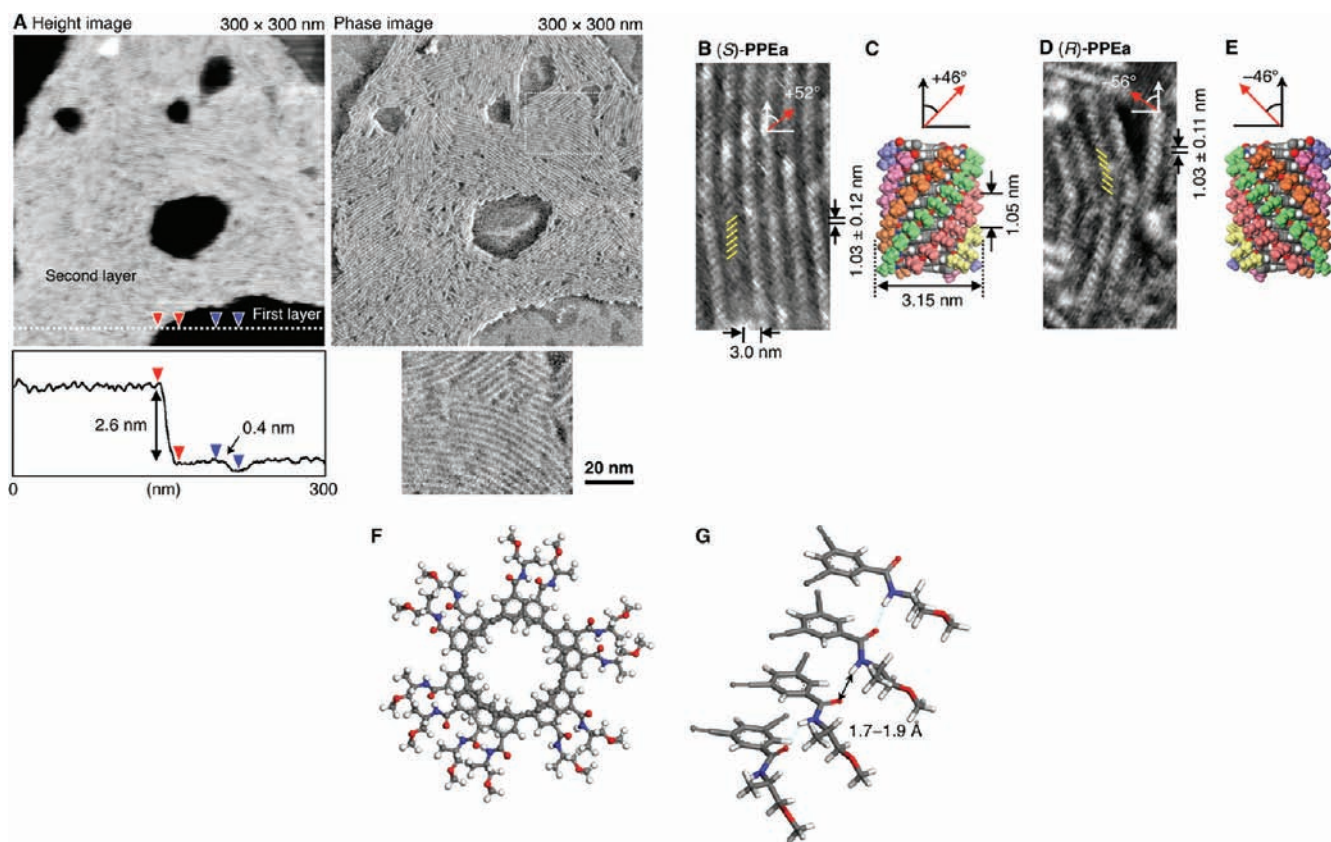 A Height image 300 × 300 nm
Phase image 300 × 300 nm
Second layer
First layer
2.6 nm
0.4 nm
0
(nm)
300
20 nm
B (S)-PPEa
+52°
1.03 ± 0.12 nm
3.0 nm
C
+46°
1.05 nm
3.15 nm
D (R)-PPEa
−56°
1.03 ± 0.11 nm
E
−46°
F
G
1.7–1.9 Å